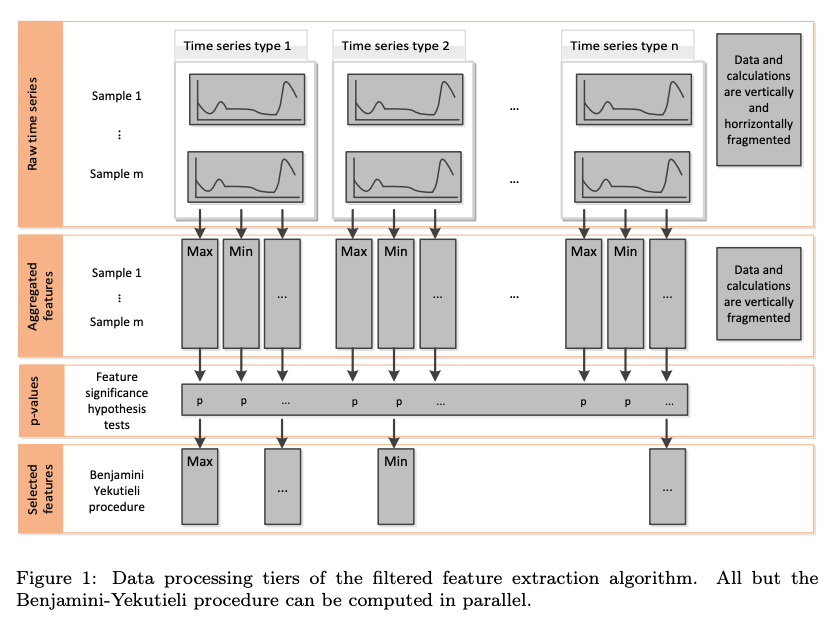 Raw time series
Time series type 1
Time series type 2
Time series type n
Sample 1
⋮
Sample m
...
...
Data and
calculations
are vertically
and
horrizontally
fragmented
Aggregated
features
Sample 1
⋮
Sample m
Max Min ...
Max Min ...
...
Max Min ...
Data and
calculations
are vertically
fragmented
p-values
Feature
significance
hypothesis
tests
p p ... p p ... p p ...
Selected
features
Benjamini
Yekutieli
procedure
Max ... Min ...
Figure 1: Data processing tiers of the filtered feature extraction algorithm. All but the
Benjamini-Yekutieli procedure can be computed in parallel.